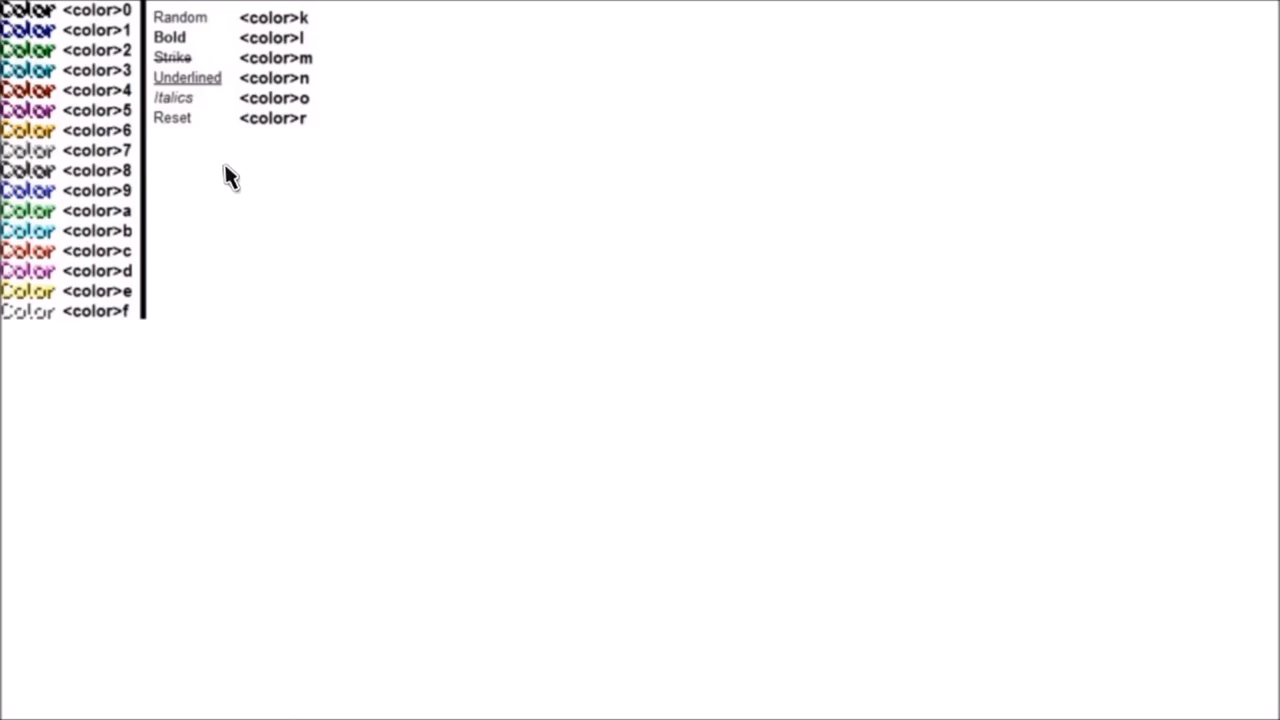 Color <color>0
Color <color>1
Color <color>2
Color <color>3
Color <color>4
Color <color>5
Color <color>6
Color <color>7
Color <color>8
Color <color>9
Color <color>a
Color <color>b
Color <color>c
Color <color>d
Color <color>e
Color <color>f
Random <color>k
Bold <color>l
Strike <color>m
Underlined <color>n
Italics <color>o
Reset <color>r